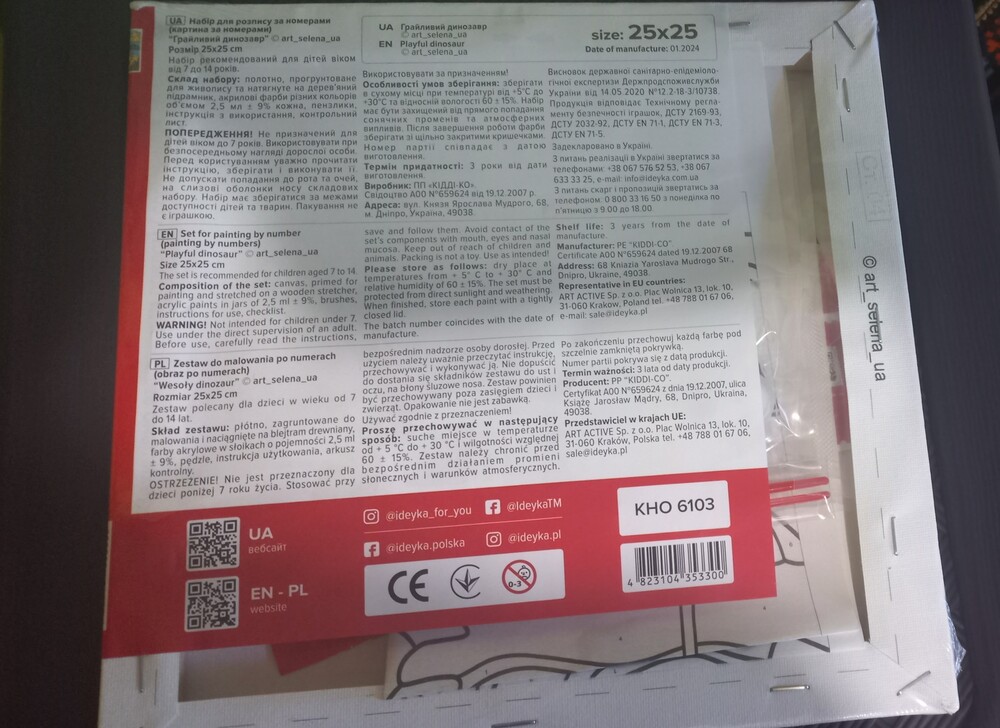 UA Набір для розпису за номерами
(картина за номерами)
"Грайливий динозавр" © art_selena_ua
Розмір 25х25 cm
Набір рекомендований для дітей віком
від 7 до 14 років.
Склад набору: полотно, прогрунтоване
для живопису та натягнуте на дерев'яний
підрамник, акрилові фарби різних кольорів
об'ємом 2,5 мл ± 9% кожна, пензлики,
інструкція з використання, контрольний
лист.
ПОПЕРЕДЖЕННЯ! Не призначений для
дітей віком до 7 років. Використовувати при
безпосередньому нагляді дорослої особи.
Перед користуванням уважно прочитати
інструкцію, зберігати і виконувати її.
Не допускати попадання до рота та очей,
на слизові оболонки носу складових
набору. Набір має зберігатися за межами
доступності дітей та тварин. Пакування не
є іграшкою.
UA Грайливий динозавр
© art_selena_ua
EN Playful dinosaur
© art_selena_ua
size: 25x25
Date of manufacture: 01.2024
Використовувати за призначенням!
Особливості умов зберігання: зберігати
в сухому місці при температурі від +5°C до
+30°C та відносній вологості 60 ± 15%. Набір
має бути захищений від прямого попадання
сонячних променів та атмосферних
випливів. Після завершення роботи фарби
зберігати зі щільно закритими кришечками.
Номер партії співпадає з датою
виготовлення.
Термін придатності: 3 роки від дати
виготовлення.
Виробник: ПП «КІДДІ-КО».
Свідоцтво А00 №659624 від 19.12.2007 р.
Адреса: вул. Князя Ярослава Мудрого, 68,
м. Дніпро, Україна, 49038.
Висновок державної санітарно-епідеміоло-
гічної експертизи Держпродспоживслужби
України від 14.05.2020 №12.2-18-3/10738.
Продукція відповідає Технічному регла-
менту безпечності іграшок, ДСТУ 2169-93,
ДСТУ 2032-92, ДСТУ EN 71-1, ДСТУ EN 71-3,
ДСТУ EN 71-5.
Задекларовано в Україні.
З питань реалізації в Україні звертатися за
телефонами: +38 067 576 52 53, +38 067
633 33 25, e-mail: info@ideyka.com.ua
З питань скарг і пропозицій звертатись за
телефоном: 0 800 33 16 50 з понеділка по
п'ятницю з 9.00 до 18.00
EN Set for painting by number
(painting by numbers)
"Playful dinosaur" © art_selena_ua
Size 25x25 cm
The set is recommended for children aged 7 to 14.
Composition of the set: canvas, primed for
painting and stretched on a wooden stretcher,
acrylic paints in jars of 2,5 ml ± 9%, brushes,
instructions for use, checklist.
WARNING! Not intended for children under 7.
Use under the direct supervision of an adult.
Before use, carefully read the instructions,
save and follow them. Avoid contact of the
set's components with mouth, eyes and nasal
mucosa. Keep out of reach of children and
animals. Packing is not a toy. Use as intended!
Please store as follows: dry place at
temperatures from + 5° C to + 30° C and
relative humidity of 60 ± 15%. The set must be
protected from direct sunlight and weathering.
When finished, store each paint with a tightly
closed lid.
The batch number coincides with the date of
manufacture.
Shelf life: 3 years from the date of
manufacture.
Manufacturer: PE "KIDDI-CO"
Certificate A00 N°659624 dated 19.12.2007 68
Address: 68 Kniazia Yaroslava Mudrogo Str.,
Dnipro, Ukraine, 49038.
Representative in EU countries:
ART ACTIVE Sp. z o.o. Plac Wolnica 13, lok. 10,
31-060 Krakow, Poland tel. +48 788 01 67 06,
e-mail: sale@ideyka.pl
PL Zestaw do malowania po numerach
(obraz po numerach)
"Wesoły dinozaur" © art_selena_ua
Rozmiar 25x25 cm
Zestaw polecany dla dzieci w wieku od 7
do 14 lat.
Skład zestawu: płótno, zagruntowane do
malowania i naciągnięte na blejtram drewniany,
farby akrylowe w słoikach o pojemności 2,5 ml
± 9%, pędzle, instrukcja użytkowania, arkusz
kontrolny.
OSTRZEŻENIE! Nie jest przeznaczony dla
dzieci poniżej 7 roku życia. Stosować przy
bezpośrednim nadzorze osoby dorosłej. Przed
użyciem należy uważnie przeczytać instrukcję,
przechowywać i wykonywać ją. Nie dopuścić
do dostania się składników zestawu do ust i
oczu, na błony śluzowe nosa. Zestaw powinien
być przechowywany poza zasięgiem dzieci i
zwierząt. Opakowanie nie jest zabawką.
Używać zgodnie z przeznaczeniem!
Proszę przechowywać w następujący
sposób: suche miejsce w temperaturze
od + 5 °C do + 30 °C i wilgotności względnej
60 ± 15%. Zestaw należy chronić przed
bezpośrednim działaniem promieni
słonecznych i warunków atmosferycznych.
Po zakończeniu przechowuj każdą farbę pod
szczelnie zamkniętą pokrywką.
Numer partii pokrywa się z datą produkcji.
Termin ważności: 3 lata od daty produkcji.
Producent: PP "KIDDI-CO".
Certyfikat A00 N°659624 z dnia 19.12.2007, ulica
Książę Jarosław Mądry, 68, Dnipro, Ukraina,
49038.
Przedstawiciel w krajach UE:
ART ACTIVE Sp. z o.o. Plac Wolnica 13, lok. 10,
31-060 Kraków, Polska tel. +48 788 01 67 06,
sale@ideyka.pl
UA
вебсайт
EN - PL
website
@ideyka_for_you
@IdeykaTM
@ideyka.polska
@ideyka.pl
CE
0-3
KHO 6103
4 823104 353300
© art_selena_ua